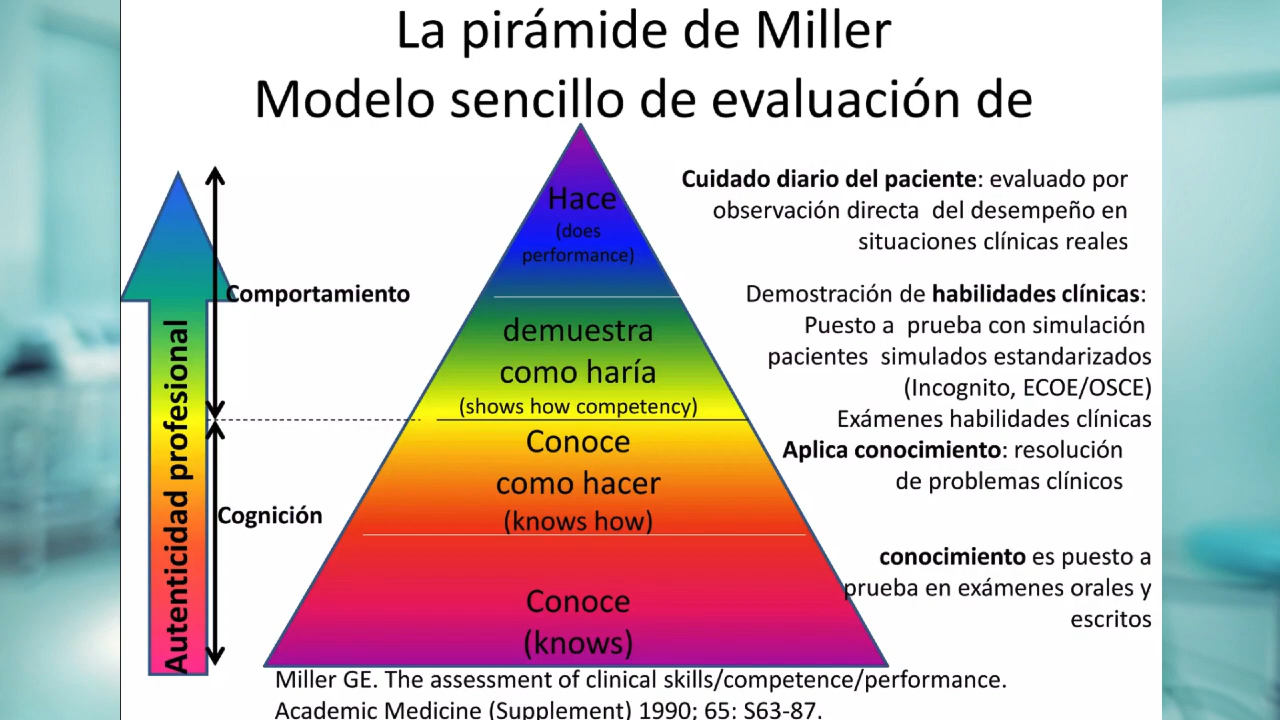 La pirámide de Miller
Modelo sencillo de evaluación de
Hace
(does
performance)
demuestra
como haría
(shows how competency)
Conoce
como hacer
(knows how)
Conoce
(knows)
Autenticidad profesional
Comportamiento
Cognición
Cuidado diario del paciente: evaluado por
observación directa del desempeño en
situaciones clínicas reales
Demostración de habilidades clínicas:
Puesto a prueba con simulación
pacientes simulados estandarizados
(Incognito, ECOE/OSCE)
Exámenes habilidades clínicas
Aplica conocimiento: resolución
de problemas clínicos
conocimiento es puesto a
prueba en exámenes orales y
escritos
Miller GE. The assessment of clinical skills/competence/performance.
Academic Medicine (Supplement) 1990; 65: S63-87.